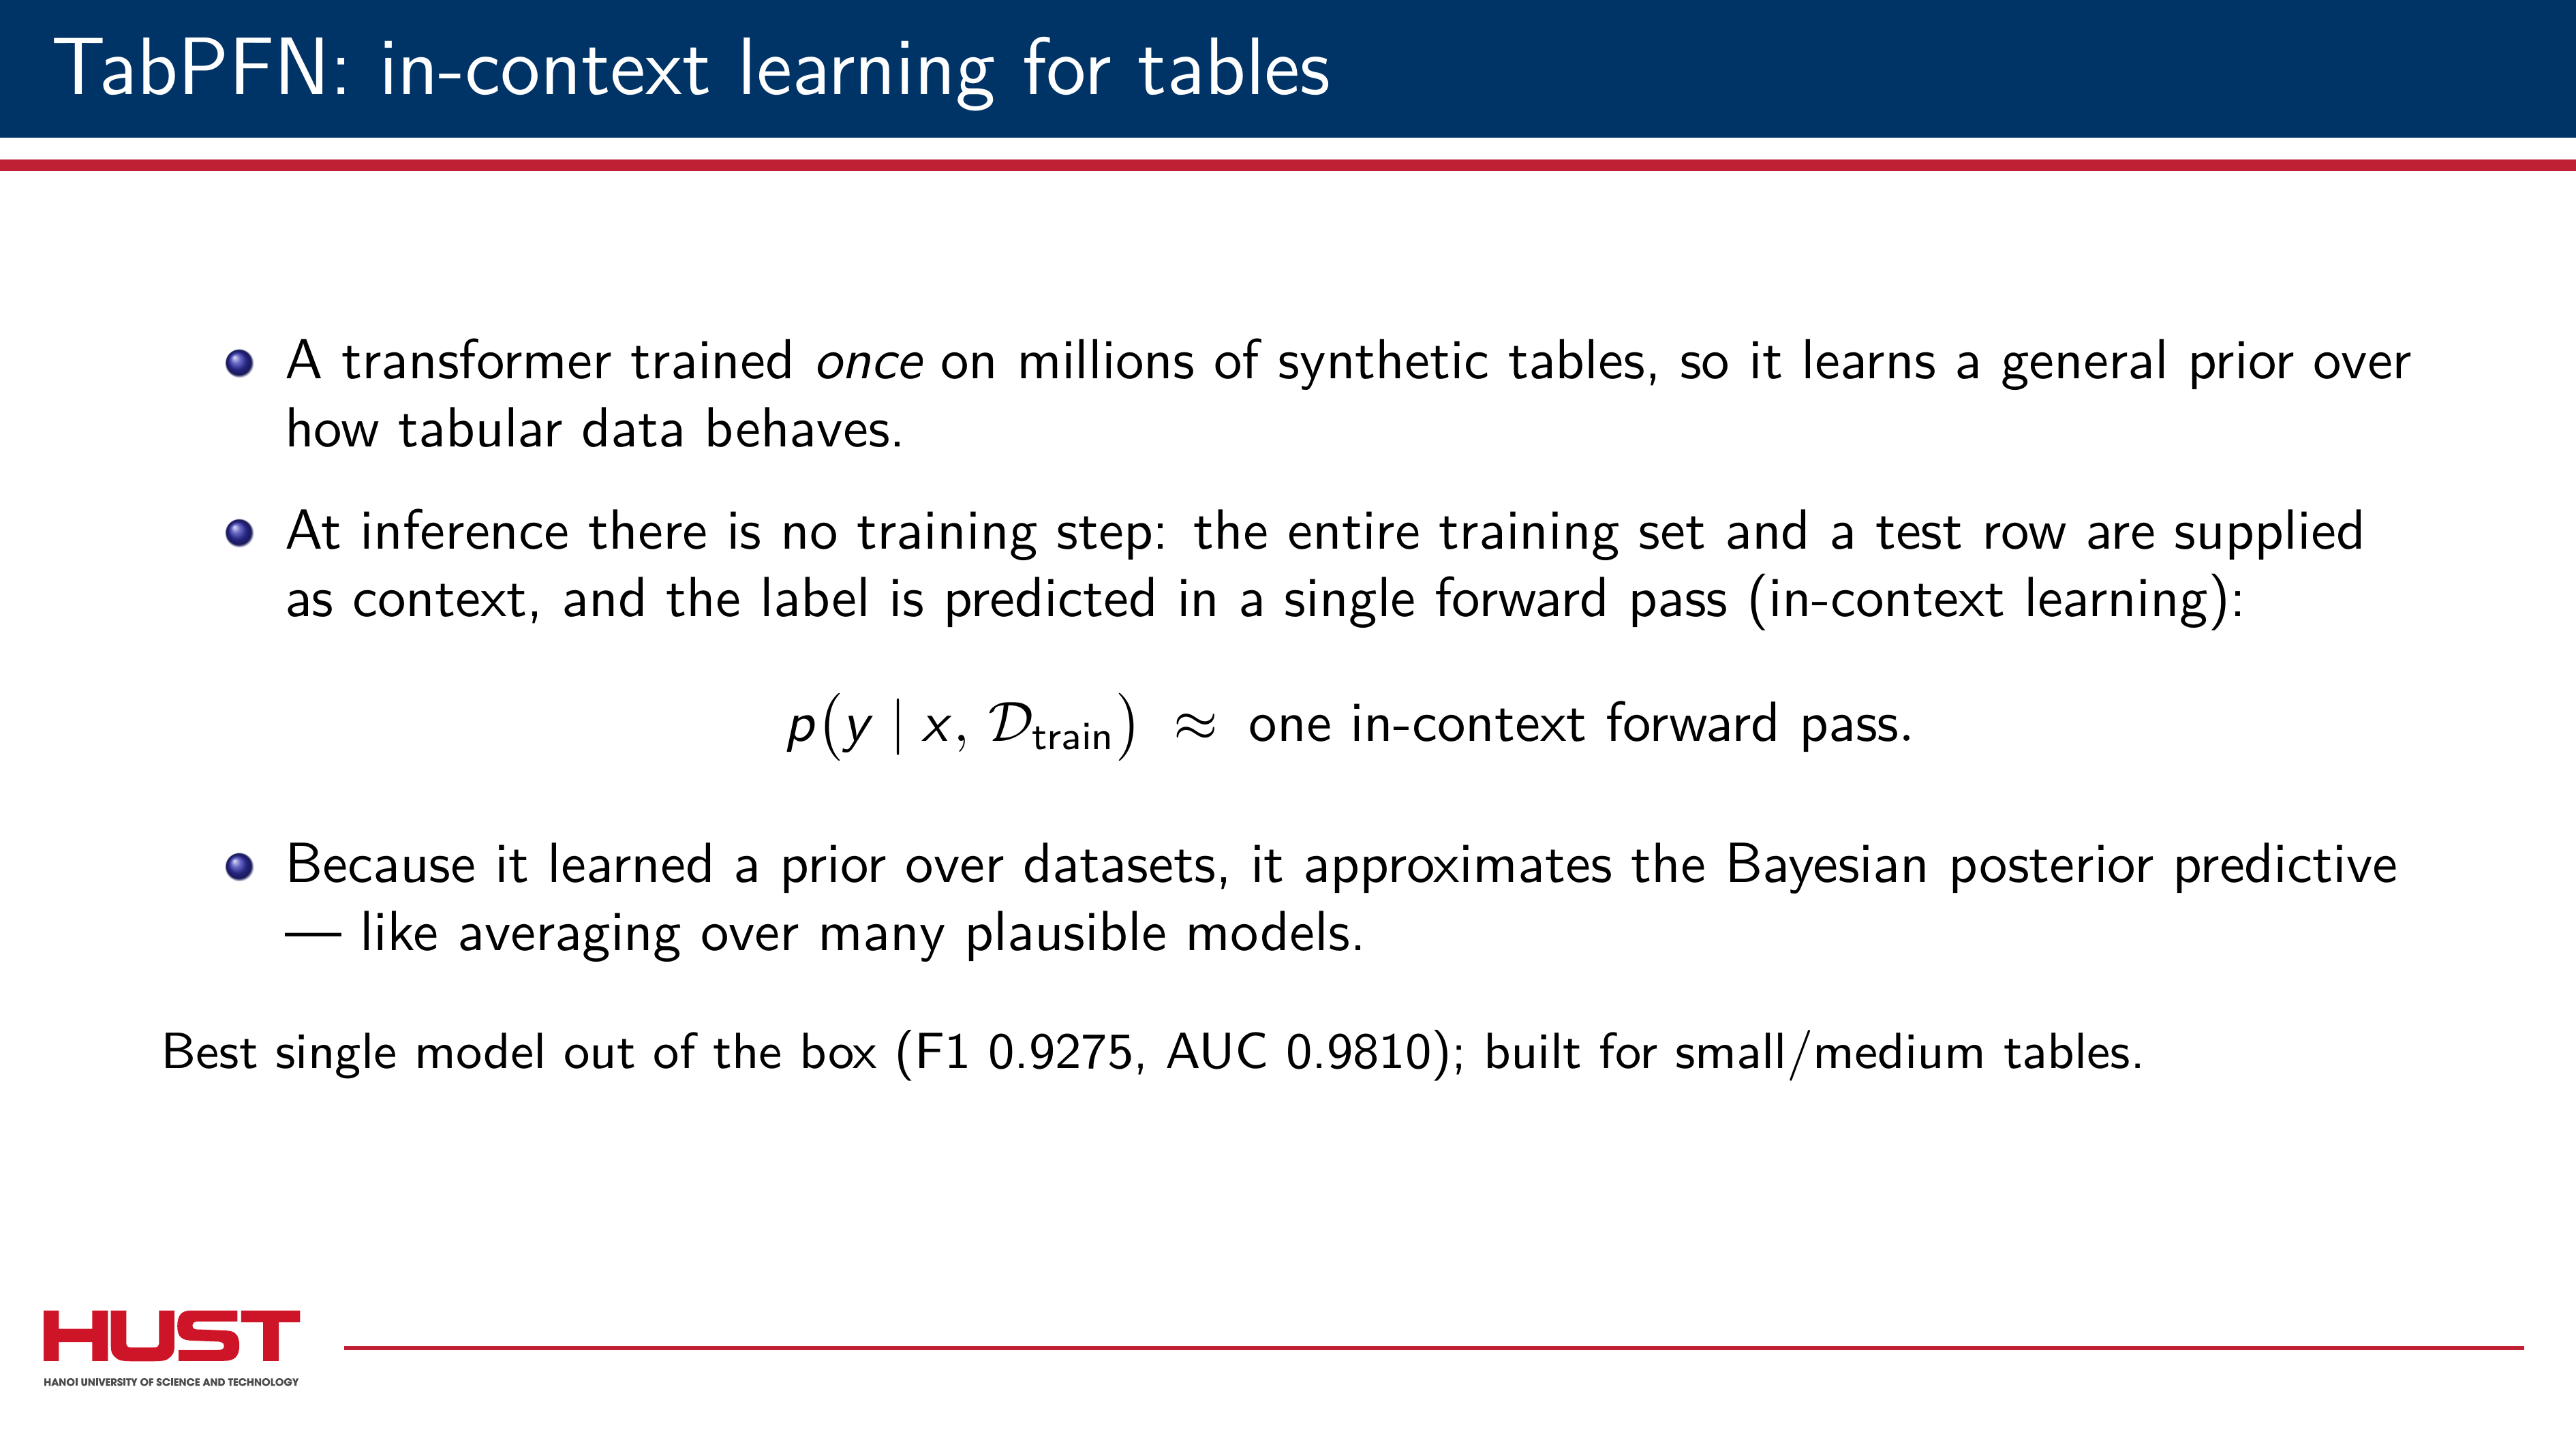 TabPFN: in-context learning for tables
A transformer trained once on millions of synthetic tables, so it learns a general prior over
how tabular data behaves.
At inference there is no training step: the entire training set and a test row are supplied
as context, and the label is predicted in a single forward pass (in-context learning):
p(y | x, 𝒟train) ≈ one in-context forward pass.
Because it learned a prior over datasets, it approximates the Bayesian posterior predictive
— like averaging over many plausible models.
Best single model out of the box (F1 0.9275, AUC 0.9810); built for small/medium tables.
HUST
HANOI UNIVERSITY OF SCIENCE AND TECHNOLOGY